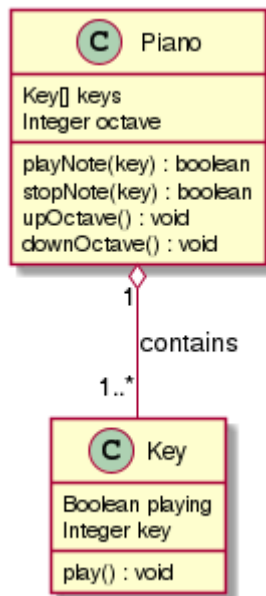 C Piano
Key[] keys
Integer octave
playNote(key) : boolean
stopNote(key) : boolean
upOctave() : void
downOctave() : void
1
contains
1..*
C Key
Boolean playing
Integer key
play() : void